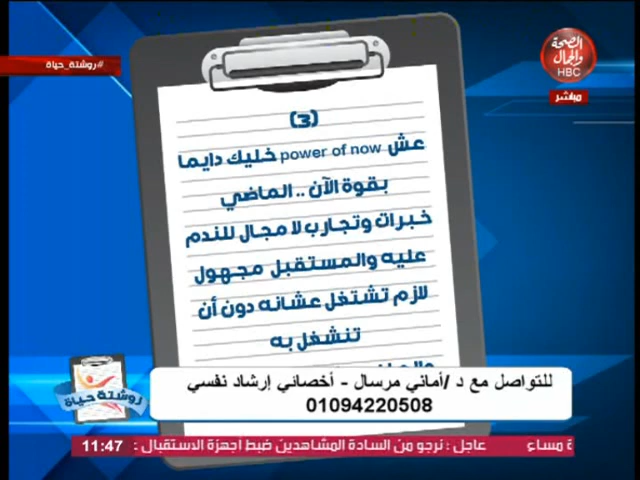 الصحة
والجمال
HBC
مباشر
#روشتة_حياة
(3)
عش power of now خليك دايما
بقوة الآن .. الماضي
خبرات وتجارب لا مجال للندم
عليه والمستقبل مجهول
لازم تشتغل عشانه دون أن
تنشغل به
للتواصل مع د /أماني مرسال - أخصائي إرشاد نفسي
01094220508
روشتة حياة
ة مساء عاجل : نرجو من السادة المشاهدين ضبط أجهزة الاستقبال : 11:47